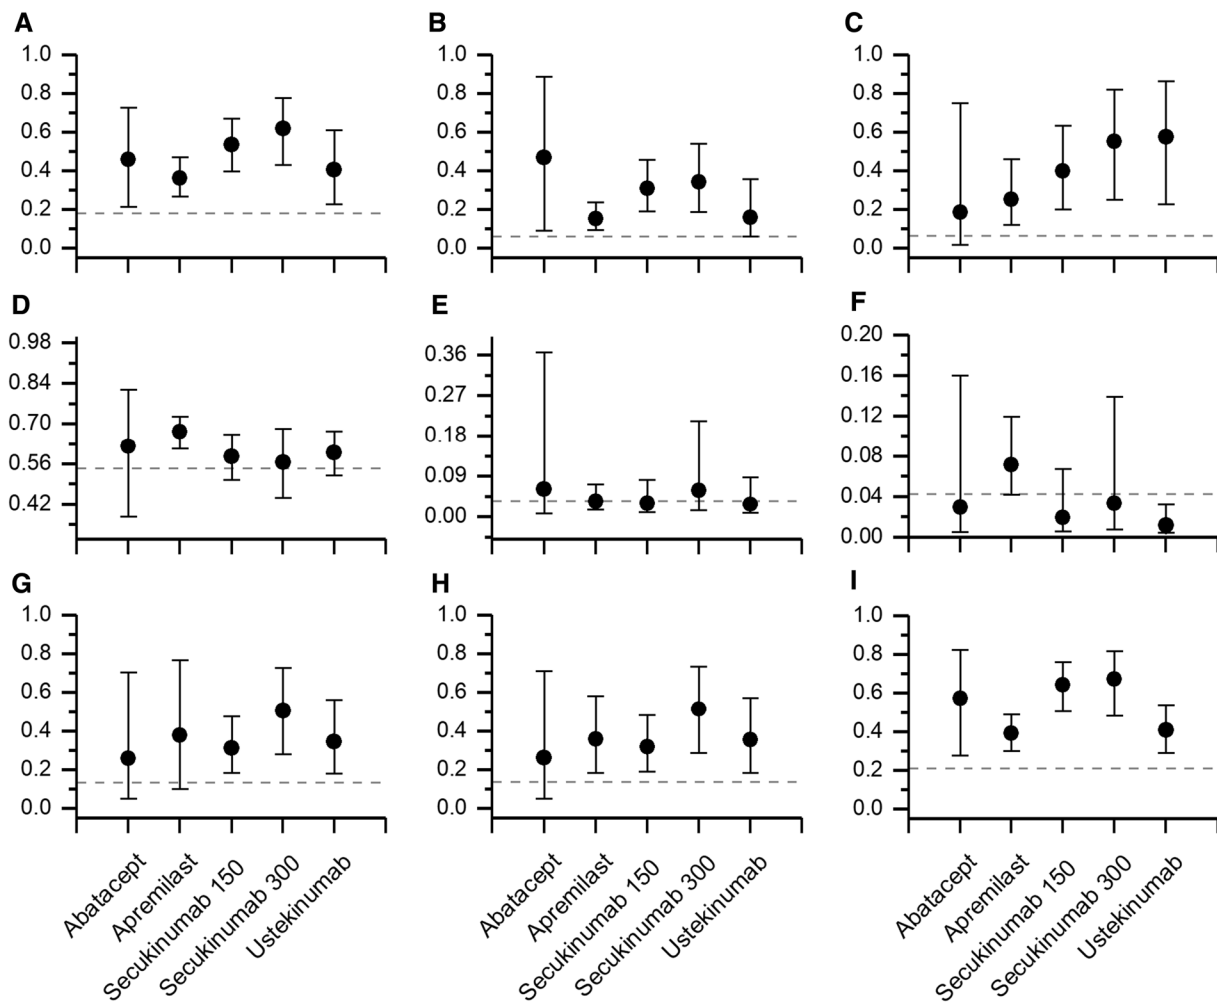 A
1.0
0.8
0.6
0.4
0.2
0.0
B
1.0
0.8
0.6
0.4
0.2
0.0
C
1.0
0.8
0.6
0.4
0.2
0.0
D
0.98
0.84
0.70
0.56
0.42
E
0.36
0.27
0.18
0.09
0.00
F
0.20
0.16
0.12
0.08
0.04
0.00
G
1.0
0.8
0.6
0.4
0.2
0.0
Abatacept
Apremilast
Secukinumab 150
Secukinumab 300
Ustekinumab
H
1.0
0.8
0.6
0.4
0.2
0.0
Abatacept
Apremilast
Secukinumab 150
Secukinumab 300
Ustekinumab
I
1.0
0.8
0.6
0.4
0.2
0.0
Abatacept
Apremilast
Secukinumab 150
Secukinumab 300
Ustekinumab